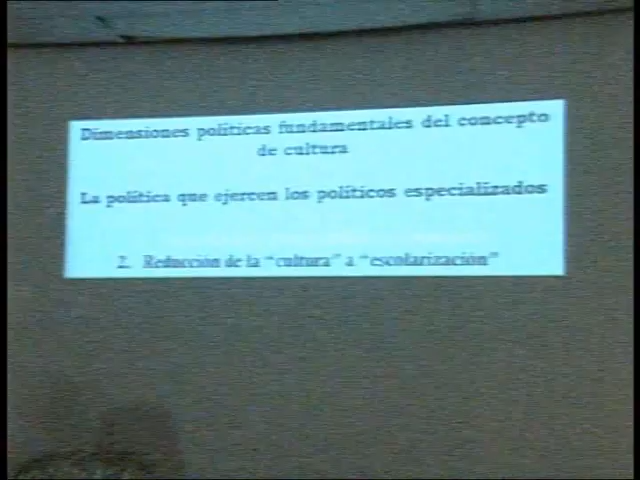 Dimensiones políticas fundamentales del concepto
de cultura
La política que ejercen los políticos especializados
2. Reducción de la "cultura" a "escolarización"